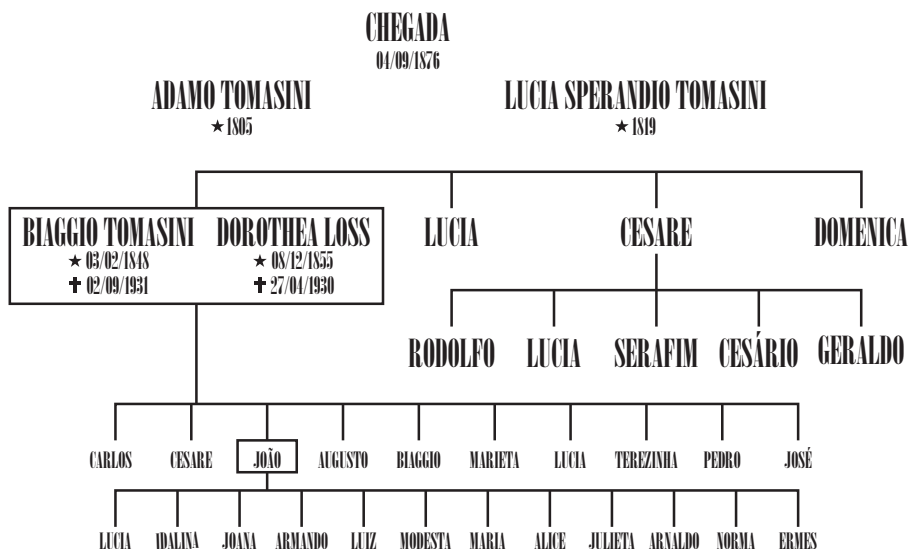 CHEGADA
04/09/1876
ADAMO TOMASINI LUCIA SPERANDIO TOMASINI
★ 1805 ★ 1819
BIAGGIO TOMASINI DOROTHEA LOSS LUCIA CESARE DOMENICA
★ 03/02/1848 ★ 08/12/1855
✝ 02/09/1931 ✝ 27/04/1930
RODOLFO LUCIA SERAFIM CESÁRIO GERALDO
CARLOS CESARE JOÃO AUGUSTO BIAGGIO MARIETA LUCIA TEREZINHA PEDRO JOSÉ
LUCIA IDALINA JOANA ARMANDO LUIZ MODESTA MARIA ALICE JULIETA ARNALDO NORMA ERMES